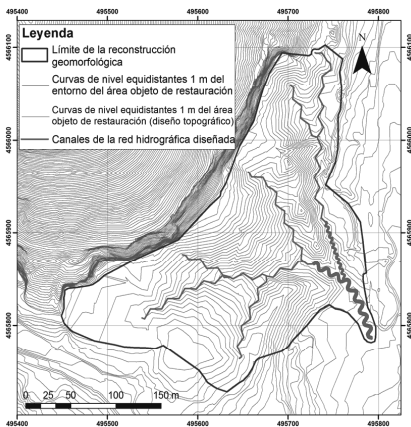 495400 495500 495600 495700 495800
Leyenda
Límite de la reconstrucción
geomorfológica
Curvas de nivel equidistantes 1 m del
entorno del área objeto de restauración
Curvas de nivel equidistantes 1 m del área
objeto de restauración (diseño topográfico)
Canales de la red hidrográfica diseñada
N
4566100
4566100
4566000
4566000
4565900
4565900
4565800
4565800
0 25 50 100 150 m
495400 495500 495600 495700 495800